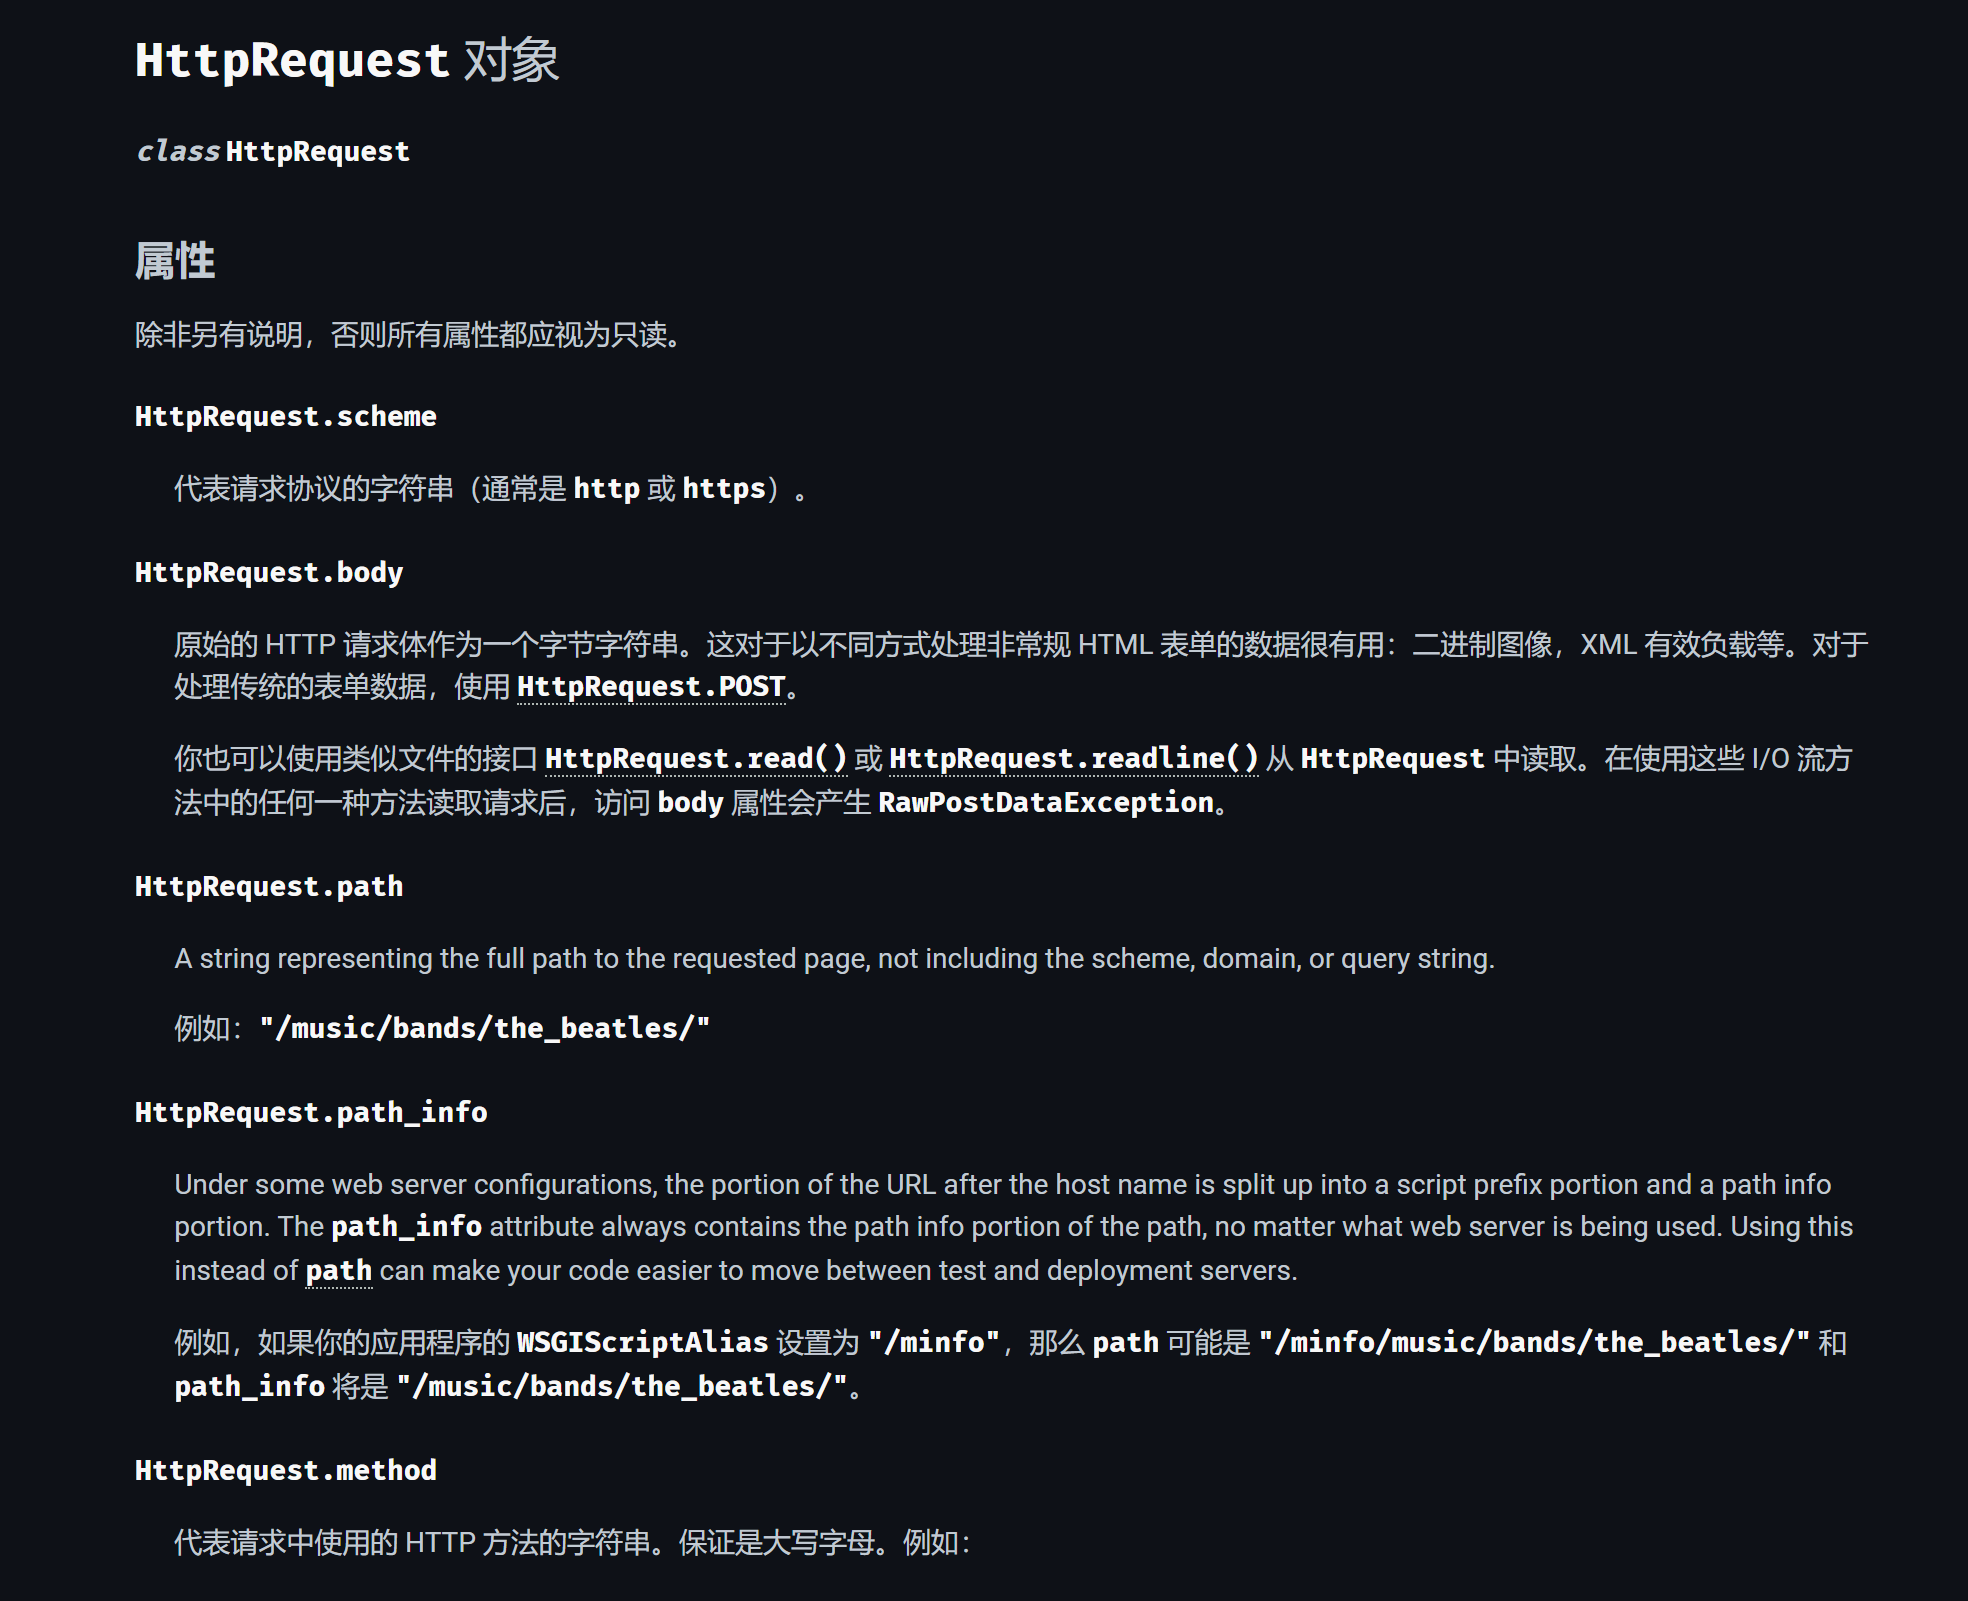 HttpRequest 对象
class HttpRequest
属性
除非另有说明，否则所有属性都应视为只读。
HttpRequest.scheme
代表请求协议的字符串（通常是 http 或 https）。
HttpRequest.body
原始的 HTTP 请求体作为一个字节字符串。这对于以不同方式处理非常规 HTML 表单的数据很有用：二进制图像，XML 有效负载等。对于
处理传统的表单数据，使用 HttpRequest.POST。
你也可以使用类似文件的接口 HttpRequest.read() 或 HttpRequest.readline() 从 HttpRequest 中读取。在使用这些 I/O 流方
法中的任何一种方法读取请求后，访问 body 属性会产生 RawPostDataException。
HttpRequest.path
A string representing the full path to the requested page, not including the scheme, domain, or query string.
例如："/music/bands/the_beatles/"
HttpRequest.path_info
Under some web server configurations, the portion of the URL after the host name is split up into a script prefix portion and a path info
portion. The path_info attribute always contains the path info portion of the path, no matter what web server is being used. Using this
instead of path can make your code easier to move between test and deployment servers.
例如，如果你的应用程序的 WSGIScriptAlias 设置为 "/minfo"，那么 path 可能是 "/minfo/music/bands/the_beatles/" 和
path_info 将是 "/music/bands/the_beatles/"。
HttpRequest.method
代表请求中使用的 HTTP 方法的字符串。保证是大写字母。例如：